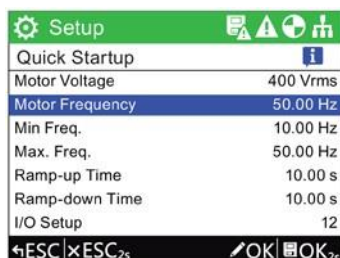 Setup
Quick Startup i
Motor Voltage 400 Vrms
Motor Frequency 50.00 Hz
Min Freq. 10.00 Hz
Max. Freq. 50.00 Hz
Ramp-up Time 10.00 s
Ramp-down Time 10.00 s
I/O Setup 12
ESC ESC2s OK OK2s